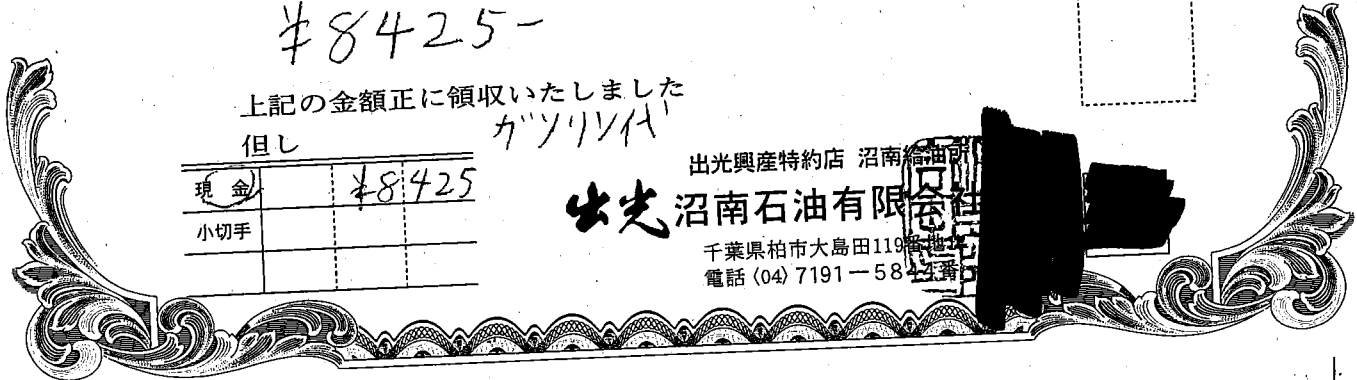 ¥8425-
上記の金額正に領収いたしました
但し ガソリン代
現金 ¥8425
小切手
出光興産特約店 沼南給油所
出光 沼南石油有限会社
千葉県柏市大島田119番地
電話 (04) 7191-58